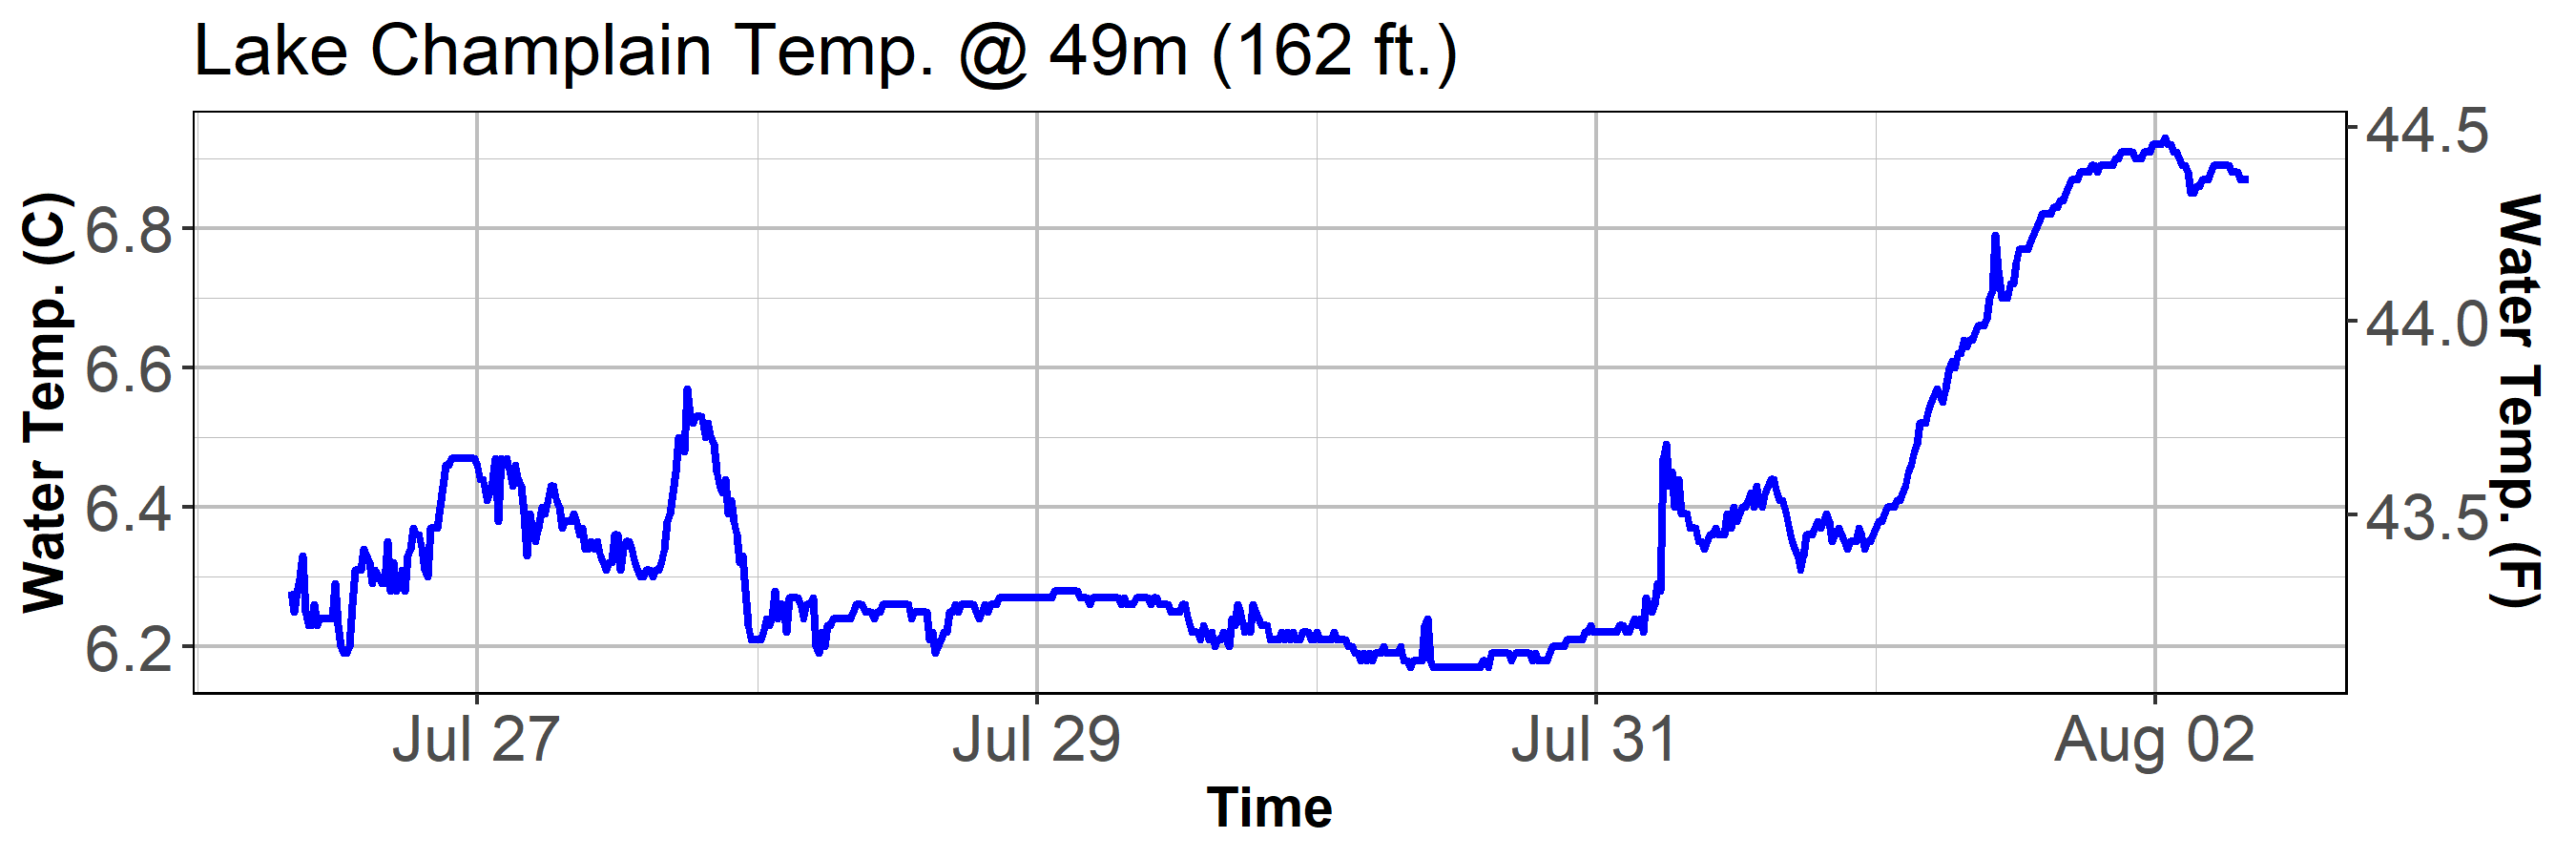 Lake Champlain Temp. @ 49m (162 ft.)
Water Temp. (C)
6.8
6.6
6.4
6.2
44.5
44.0
43.5
Water Temp. (F)
Jul 27
Jul 29
Jul 31
Aug 02
Time